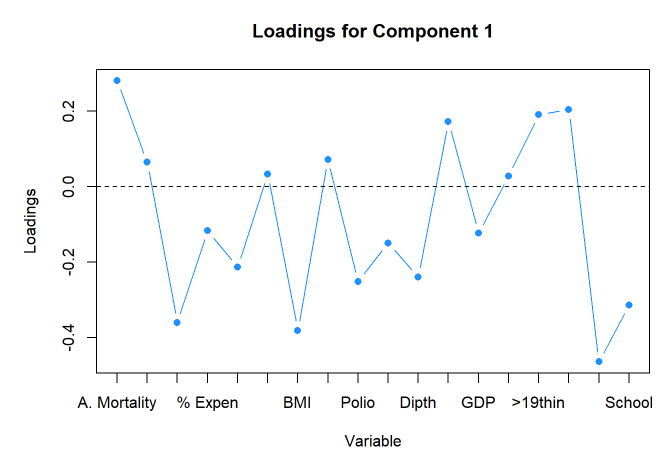 Loadings for Component 1
Loadings
0.2
0.0
-0.2
-0.4
A. Mortality % Expen BMI Polio Dipth GDP >19thin School
Variable